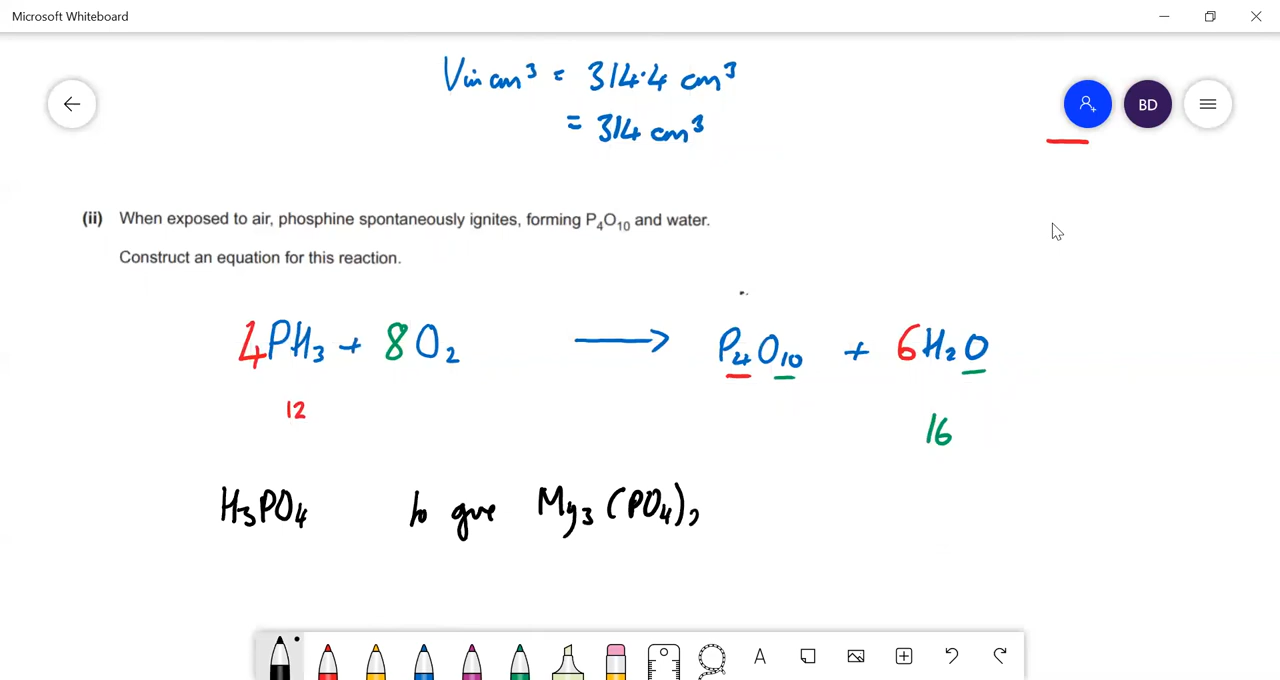 Microsoft Whiteboard
V in cm³ = 314.4 cm³
= 314 cm³
BD
(ii) When exposed to air, phosphine spontaneously ignites, forming P₄O₁₀ and water.
Construct an equation for this reaction.
4PH₃ + 8O₂ → P₄O₁₀ + 6H₂O
12
16
H₃PO₄ to give Mg₃(PO₄)₂
A